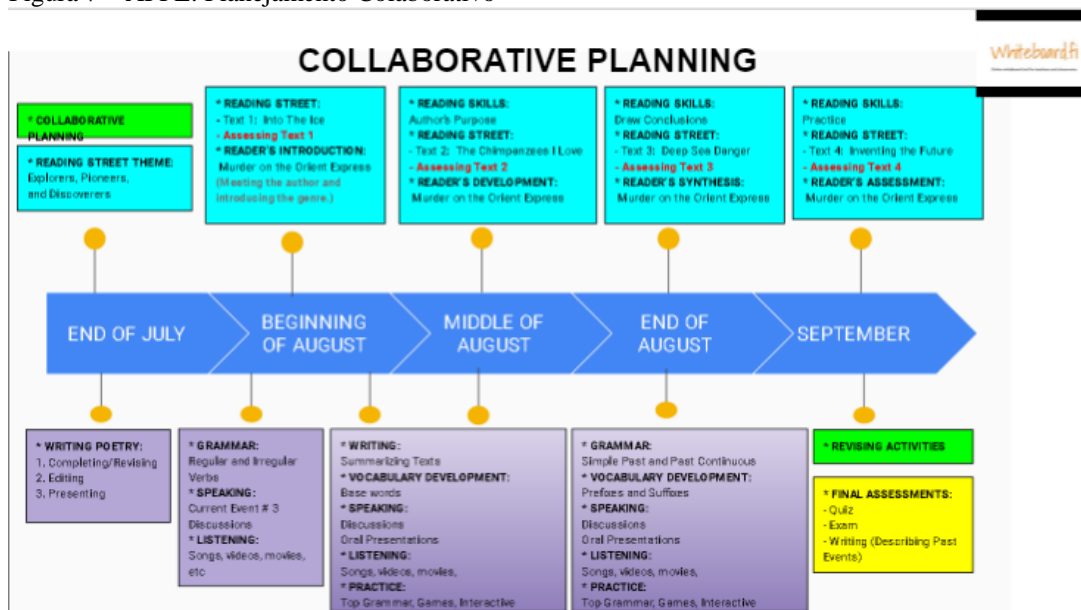 COLLABORATIVE PLANNING
Whiteboard.fi
* COLLABORATIVE
PLANNING
* READING STREET THEME:
Explorers, Pioneers,
and Discoverers
* READING STREET:
- Text 1: Into The Ice
- Assessing Text 1
* READER'S INTRODUCTION:
Murder on the Orient Express
(Meeting the author and
introducing the genre.)
* READING SKILLS:
Author's Purpose
* READING STREET:
- Text 2: The Chimpanzees I Love
- Assessing Text 2
* READER'S DEVELOPMENT:
Murder on the Orient Express
* READING SKILLS:
Draw Conclusions
* READING STREET:
- Text 3: Deep Sea Danger
- Assessing Text 3
* READER'S SYNTHESIS:
Murder on the Orient Express
* READING SKILLS:
Practice
* READING STREET:
- Text 4: Inventing the Future
- Assessing Text 4
* READER'S ASSESSMENT:
Murder on the Orient Express
END OF JULY
BEGINNING
OF AUGUST
MIDDLE OF
AUGUST
END OF
AUGUST
SEPTEMBER
* WRITING POETRY:
1. Completing/Revising
2. Editing
3. Presenting
* GRAMMAR:
Regular and Irregular
Verbs
* SPEAKING:
Current Event # 3
Discussions
* LISTENING:
Songs, videos, movies,
etc
* WRITING:
Summarizing Texts
* VOCABULARY DEVELOPMENT:
Base words
* SPEAKING:
Discussions
Oral Presentations
* LISTENING:
Songs, videos, movies,
* PRACTICE:
Top Grammar, Games, Interactive
* GRAMMAR:
Simple Past and Past Continuous
* VOCABULARY DEVELOPMENT:
Prefixes and Suffixes
* SPEAKING:
Discussions
Oral Presentations
* LISTENING:
Songs, videos, movies,
* PRACTICE:
Top Grammar, Games, Interactive
* REVISING ACTIVITIES
* FINAL ASSESSMENTS:
- Quiz
- Exam
- Writing (Describing Past
Events)